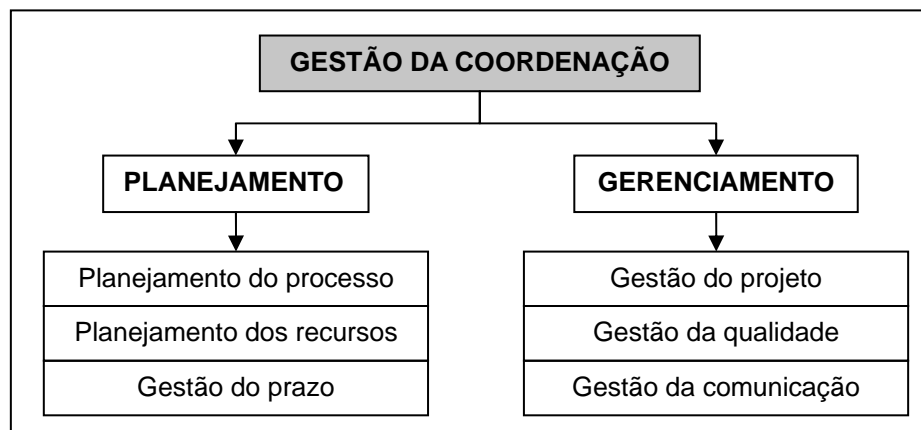 GESTÃO DA COORDENAÇÃO
PLANEJAMENTO
GERENCIAMENTO
Planejamento do processo
Planejamento dos recursos
Gestão do prazo
Gestão do projeto
Gestão da qualidade
Gestão da comunicação